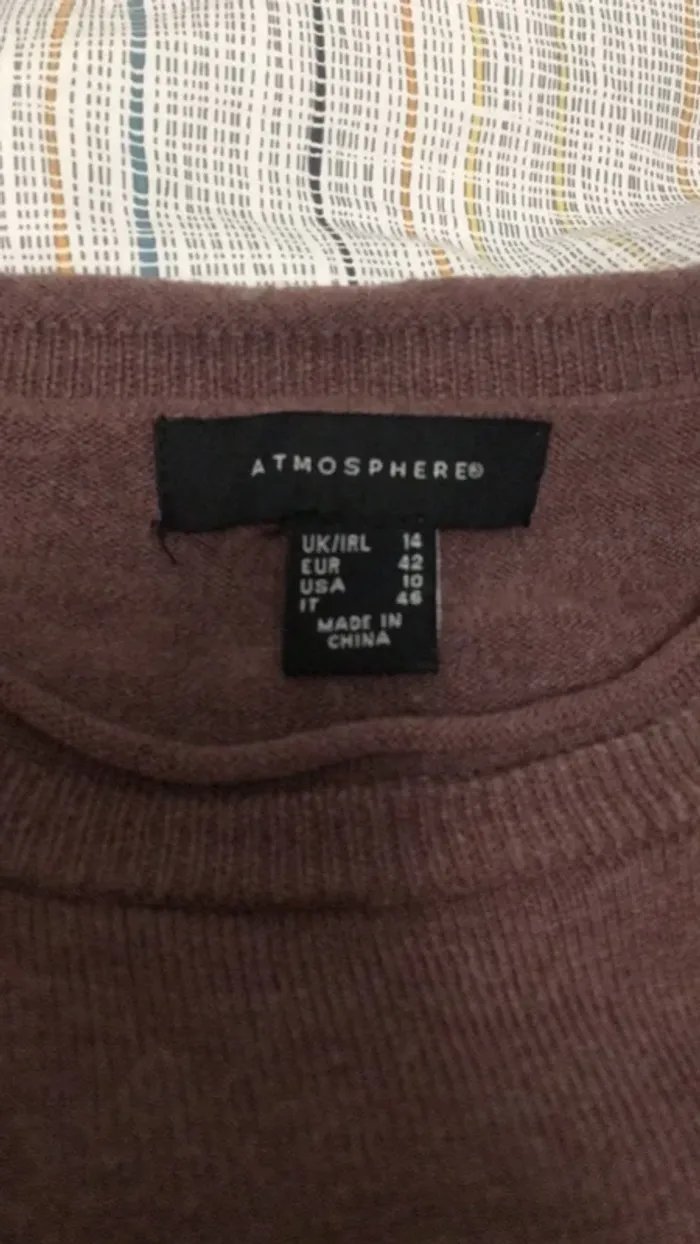 ATMOSPHERE®
UK/IRL 14
EUR 42
USA 10
IT 46
MADE IN
CHINA